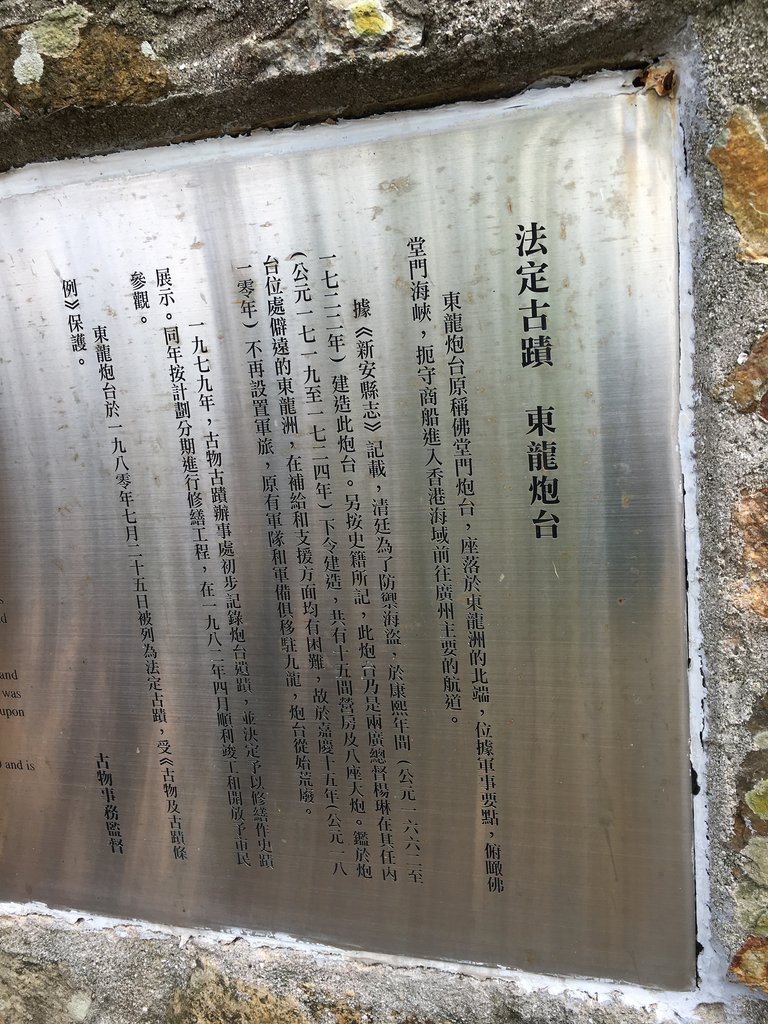 法定古蹟　東龍炮台
東龍炮台原稱佛堂門炮台，座落於東龍洲的北端，位據軍事要點，俯瞰佛
堂門海峽，扼守商船進入香港海域前往廣州主要的航道。
據《新安縣志》記載，清廷為了防禦海盜，於康熙年間（公元一六六二至
一七二二年）建造此炮台。另按史籍所記，此炮台乃是兩廣總督楊琳在其任內
（公元一七一九至一七二四年）下令建造，共有十五間營房及八座大炮。鑑於炮
台位處僻遠的東龍洲，在補給和支援方面均有困難，故於嘉慶十五年（公元一八
一零年）不再設置軍旅，原有軍隊和軍備俱移駐九龍，炮台從始荒廢。
一九七九年，古物古蹟辦事處初步記錄炮台遺蹟，並決定予以修繕作史蹟
展示。同年按計劃分期進行修繕工程，在一九八二年四月順利竣工和開放予市民
參觀。
東龍炮台於一九八零年七月二十五日被列為法定古蹟，受《古物及古蹟條
例》保護。
古物事務監督
and
was
upon
and is